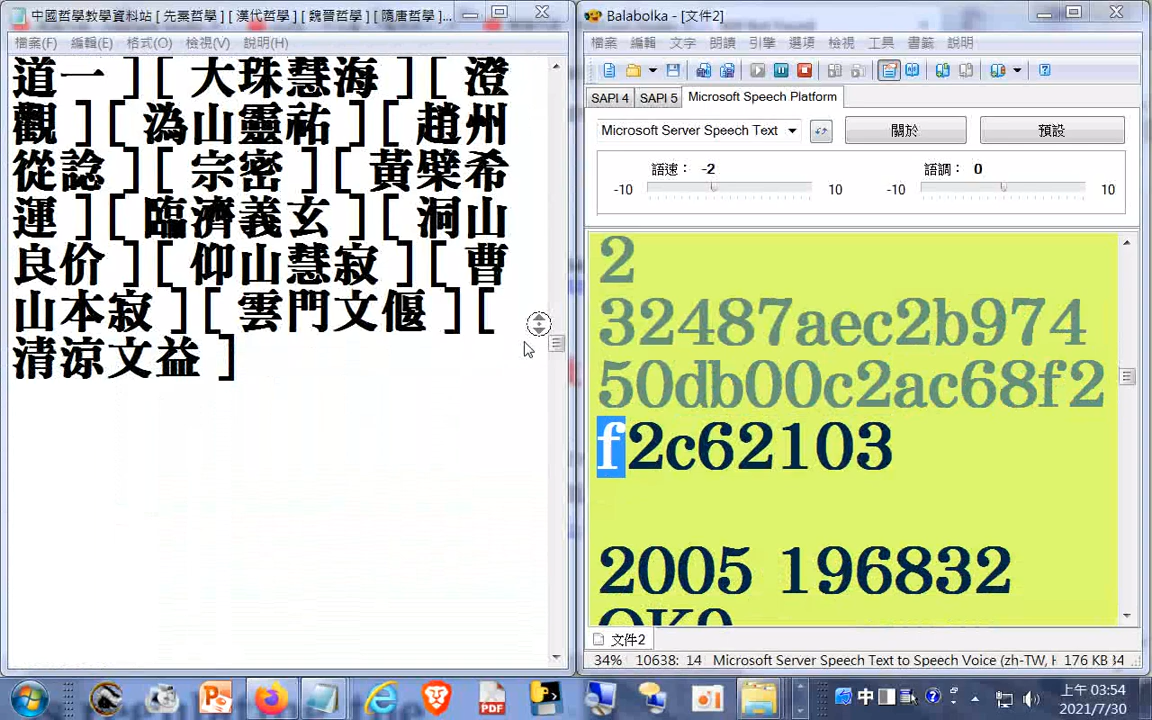 中國哲學教學資料站 [ 先秦哲學 ] [ 漢代哲學 ] [ 魏晉哲學 ] [ 隋唐哲學 ]...
檔案(F) 編輯(E) 格式(O) 檢視(V) 說明(H)
道一 ][ 大珠慧海 ][ 澄
觀 ][ 溈山靈祐 ][ 趙州
從諗 ][ 宗密 ][ 黃檗希
運 ][ 臨濟義玄 ][ 洞山
良价 ][ 仰山慧寂 ][ 曹
山本寂 ][ 雲門文偃 ][
清涼文益 ]
Balabolka - [文件2]
檔案 編輯 文字 朗讀 引擎 選項 檢視 工具 書籤 說明
SAPI 4 SAPI 5 Microsoft Speech Platform
Microsoft Server Speech Text 關於 預設
語速： -2 語調： 0
-10 10 -10 10
2
32487aec2b974
50db00c2ac68f2
f2c62103
2005 196832
OK0
文件2
34% 10638: 14 Microsoft Server Speech Text to Speech Voice (zh-TW, H 176 KB
PDF 中 上午 03:54
2021/7/30